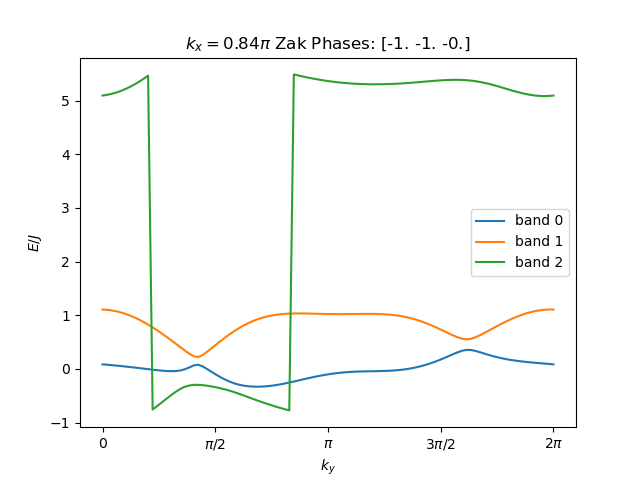 $k_x = 0.84\pi$ Zak Phases: [-1. -1. -0.]
E/J
5
4
3
2
1
0
−1
band 0
band 1
band 2
0
π/2
π
3π/2
2π
$k_y$